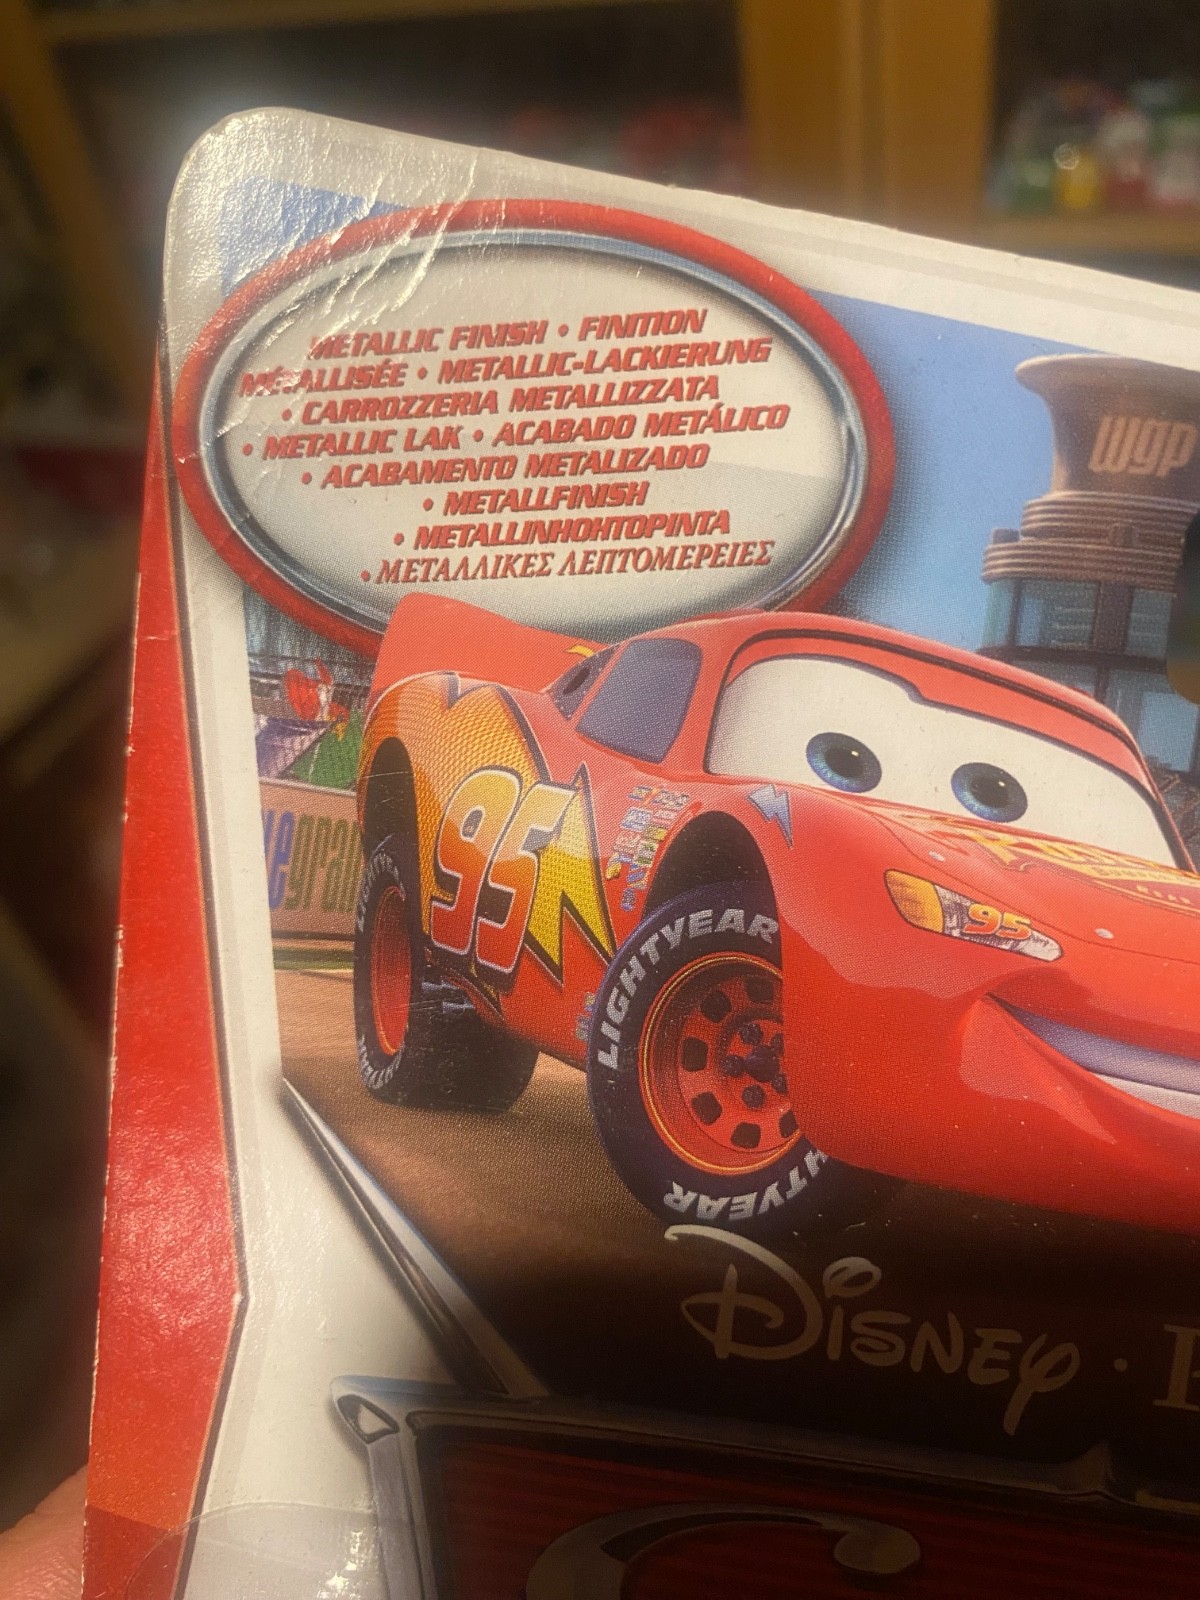 METALLIC FINISH • FINITION
MÉTALLISÉE • METALLIC-LACKIERUNG
• CARROZZERIA METALLIZZATA
• METALLIC LAK • ACABADO METÁLICO
• ACABAMENTO METALIZADO
• METALLFINISH
• METALLINHOHTOPINTA
• ΜΕΤΑΛΛΙΚΕΣ ΛΕΠΤΟΜΕΡΕΙΕΣ
wgp
95
95
LIGHTYEAR
LIGHTYEAR
HTYEAR
DISNEY •